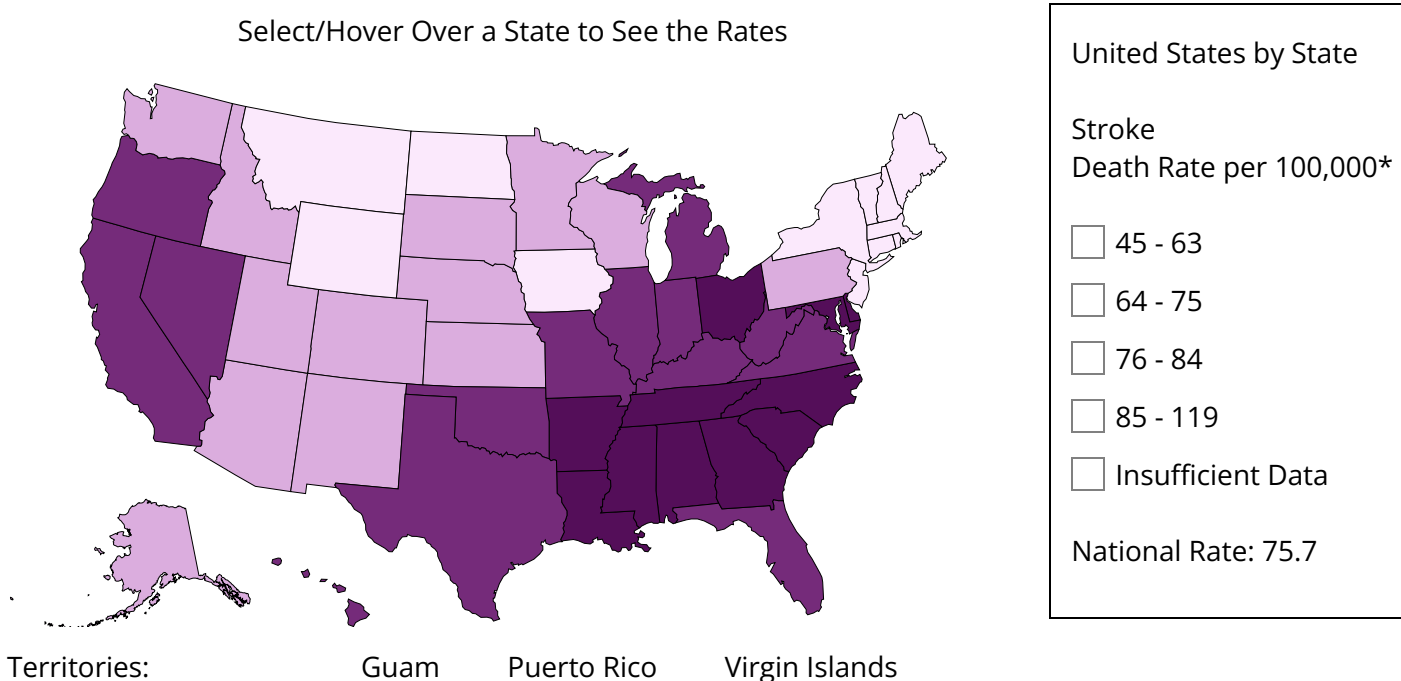 Select/Hover Over a State to See the Rates
United States by State
Stroke
Death Rate per 100,000*
45 - 63
64 - 75
76 - 84
85 - 119
Insufficient Data
National Rate: 75.7
Territories: Guam Puerto Rico Virgin Islands